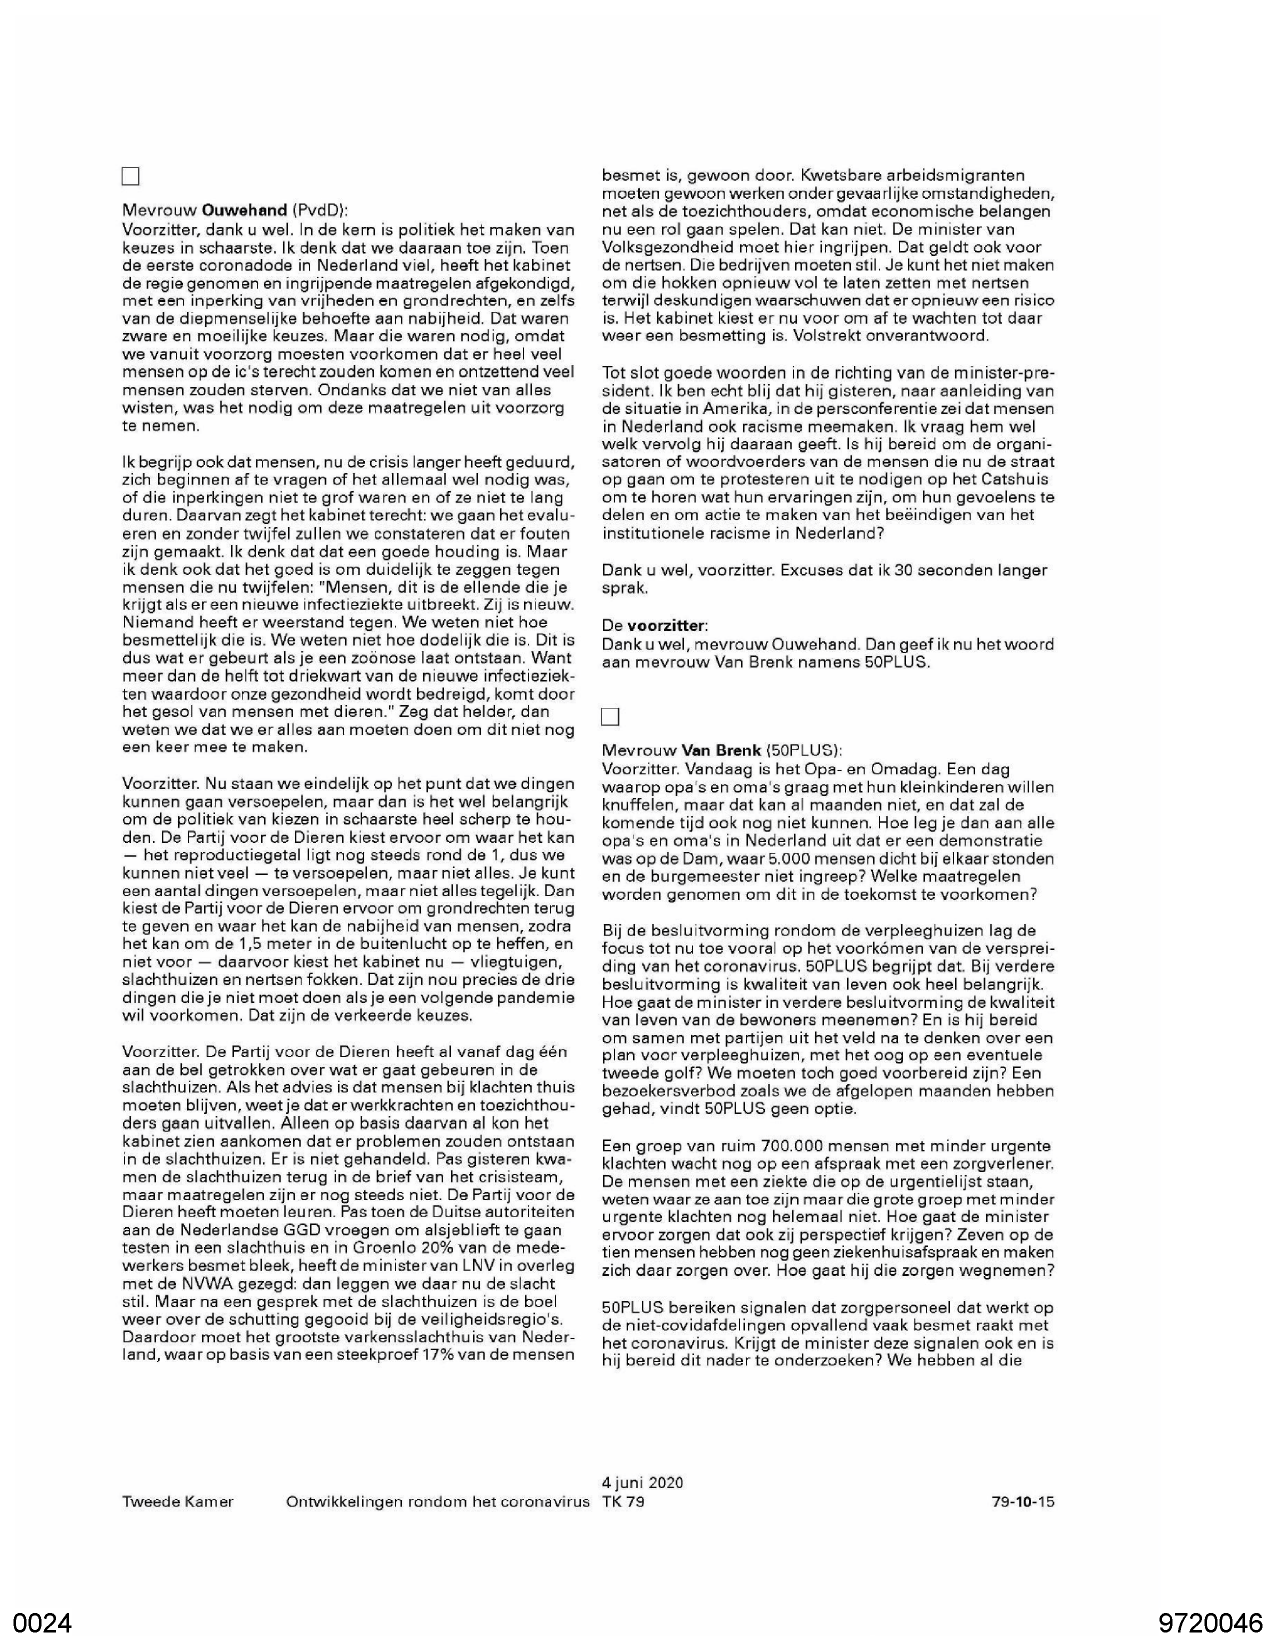 Mevrouw Ouwehand (PvdD):
Voorzitter, dank u wel. In de kern is politiek het maken van
keuzes in schaarste. Ik denk dat we daaraan toe zijn. Toen
de eerste coronadode in Nederland viel, heeft het kabinet
de regie genomen en ingrijpende maatregelen afgekondigd,
met een inperking van vrijheden en grondrechten, en zelfs
van de diepmenselijke behoefte aan nabijheid. Dat waren
zware en moeilijke keuzes. Maar die waren nodig, omdat
we vanuit voorzorg moesten voorkomen dat er heel veel
mensen op de ic's terecht zouden komen en ontzettend veel
mensen zouden sterven. Ondanks dat we niet van alles
wisten, was het nodig om deze maatregelen uit voorzorg
te nemen.
Ik begrijp ook dat mensen, nu de crisis langer heeft geduurd,
zich beginnen af te vragen of het allemaal wel nodig was,
of die inperkingen niet te grof waren en of ze niet te lang
duren. Daarvan zegt het kabinet terecht: we gaan het evalu-
eren en zonder twijfel zullen we constateren dat er fouten
zijn gemaakt. Ik denk dat dat een goede houding is. Maar
ik denk ook dat het goed is om duidelijk te zeggen tegen
mensen die nu twijfelen: "Mensen, dit is de ellende die je
krijgt als er een nieuwe infectieziekte uitbreekt. Zij is nieuw.
Niemand heeft er weerstand tegen. We weten niet hoe
besmettelijk die is. We weten niet hoe dodelijk die is. Dit is
dus wat er gebeurt als je een zoönose laat ontstaan. Want
meer dan de helft tot driekwart van de nieuwe infectieziek-
ten waardoor onze gezondheid wordt bedreigd, komt door
het gesol van mensen met dieren." Zeg dat helder, dan
weten we dat we er alles aan moeten doen om dit niet nog
een keer mee te maken.
Voorzitter. Nu staan we eindelijk op het punt dat we dingen
kunnen gaan versoepelen, maar dan is het wel belangrijk
om de politiek van kiezen in schaarste heel scherp te hou-
den. De Partij voor de Dieren kiest ervoor om waar het kan
— het reproductiegetal ligt nog steeds rond de 1, dus we
kunnen niet veel — te versoepelen, maar niet alles. Je kunt
een aantal dingen versoepelen, maar niet alles tegelijk. Dan
kiest de Partij voor de Dieren ervoor om grondrechten terug
te geven en waar het kan de nabijheid van mensen, zodra
het kan om de 1,5 meter in de buitenlucht op te heffen, en
niet voor — daarvoor kiest het kabinet nu — vliegtuigen,
slachthuizen en nertsen fokken. Dat zijn nou precies de drie
dingen die je niet moet doen als je een volgende pandemie
wil voorkomen. Dat zijn de verkeerde keuzes.
Voorzitter. De Partij voor de Dieren heeft al vanaf dag één
aan de bel getrokken over wat er gaat gebeuren in de
slachthuizen. Als het advies is dat mensen bij klachten thuis
moeten blijven, weet je dat er werkkrachten en toezichthou-
ders gaan uitvallen. Alleen op basis daarvan al kon het
kabinet zien aankomen dat er problemen zouden ontstaan
in de slachthuizen. Er is niet gehandeld. Pas gisteren kwa-
men de slachthuizen terug in de brief van het crisisteam,
maar maatregelen zijn er nog steeds niet. De Partij voor de
Dieren heeft moeten leuren. Pas toen de Duitse autoriteiten
aan de Nederlandse GGD vroegen om alsjeblieft te gaan
testen in een slachthuis en in Groenlo 20% van de mede-
werkers besmet bleek, heeft de minister van LNV in overleg
met de NVWA gezegd: dan leggen we daar nu de slacht
stil. Maar na een gesprek met de slachthuizen is de boel
weer over de schutting gegooid bij de veiligheidsregio's.
Daardoor moet het grootste varkensslachthuis van Neder-
land, waar op basis van een steekproef 17% van de mensen
besmet is, gewoon door. Kwetsbare arbeidsmigranten
moeten gewoon werken onder gevaarlijke omstandigheden,
net als de toezichthouders, omdat economische belangen
nu een rol gaan spelen. Dat kan niet. De minister van
Volksgezondheid moet hier ingrijpen. Dat geldt ook voor
de nertsen. Die bedrijven moeten stil. Je kunt het niet maken
om die hokken opnieuw vol te laten zetten met nertsen
terwijl deskundigen waarschuwen dat er opnieuw een risico
is. Het kabinet kiest er nu voor om af te wachten tot daar
weer een besmetting is. Volstrekt onverantwoord.
Tot slot goede woorden in de richting van de minister-pre-
sident. Ik ben echt blij dat hij gisteren, naar aanleiding van
de situatie in Amerika, in de persconferentie zei dat mensen
in Nederland ook racisme meemaken. Ik vraag hem wel
welk vervolg hij daaraan geeft. Is hij bereid om de organi-
satoren of woordvoerders van de mensen die nu de straat
op gaan om te protesteren uit te nodigen op het Catshuis
om te horen wat hun ervaringen zijn, om hun gevoelens te
delen en om actie te maken van het beëindigen van het
institutionele racisme in Nederland?
Dank u wel, voorzitter. Excuses dat ik 30 seconden langer
sprak.
De voorzitter:
Dank u wel, mevrouw Ouwehand. Dan geef ik nu het woord
aan mevrouw Van Brenk namens 50PLUS.
Mevrouw Van Brenk (50PLUS):
Voorzitter. Vandaag is het Opa- en Omadag. Een dag
waarop opa's en oma's graag met hun kleinkinderen willen
knuffelen, maar dat kan al maanden niet, en dat zal de
komende tijd ook nog niet kunnen. Hoe leg je dan aan alle
opa's en oma's in Nederland uit dat er een demonstratie
was op de Dam, waar 5.000 mensen dicht bij elkaar stonden
en de burgemeester niet ingreep? Welke maatregelen
worden genomen om dit in de toekomst te voorkomen?
Bij de besluitvorming rondom de verpleeghuizen lag de
focus tot nu toe vooral op het voorkómen van de versprei-
ding van het coronavirus. 50PLUS begrijpt dat. Bij verdere
besluitvorming is kwaliteit van leven ook heel belangrijk.
Hoe gaat de minister in verdere besluitvorming de kwaliteit
van leven van de bewoners meenemen? En is hij bereid
om samen met partijen uit het veld na te denken over een
plan voor verpleeghuizen, met het oog op een eventuele
tweede golf? We moeten toch goed voorbereid zijn? Een
bezoekersverbod zoals we de afgelopen maanden hebben
gehad, vindt 50PLUS geen optie.
Een groep van ruim 700.000 mensen met minder urgente
klachten wacht nog op een afspraak met een zorgverlener.
De mensen met een ziekte die op de urgentielijst staan,
weten waar ze aan toe zijn maar die grote groep met minder
urgente klachten nog helemaal niet. Hoe gaat de minister
ervoor zorgen dat ook zij perspectief krijgen? Zeven op de
tien mensen hebben nog geen ziekenhuisafspraak en maken
zich daar zorgen over. Hoe gaat hij die zorgen wegnemen?
50PLUS bereiken signalen dat zorgpersoneel dat werkt op
de niet-covidafdelingen opvallend vaak besmet raakt met
het coronavirus. Krijgt de minister deze signalen ook en is
hij bereid dit nader te onderzoeken? We hebben al die
4 juni 2020
Tweede Kamer Ontwikkelingen rondom het coronavirus TK 79 79-10-15
0024 9720046